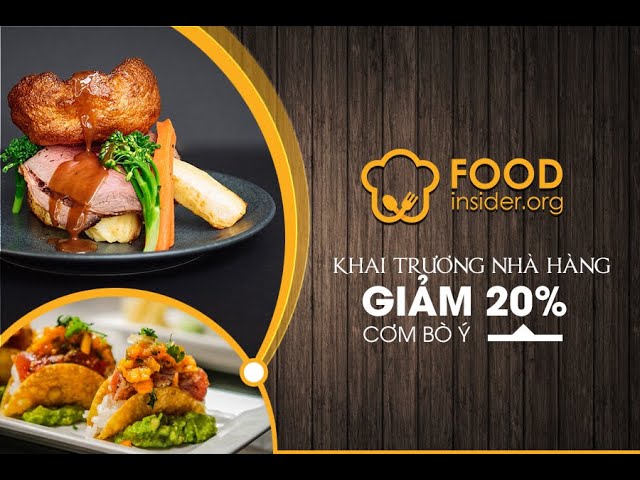 FOOD
insider.org
KHAI TRƯƠNG NHÀ HÀNG
GIẢM 20%
CƠM BÒ Ý